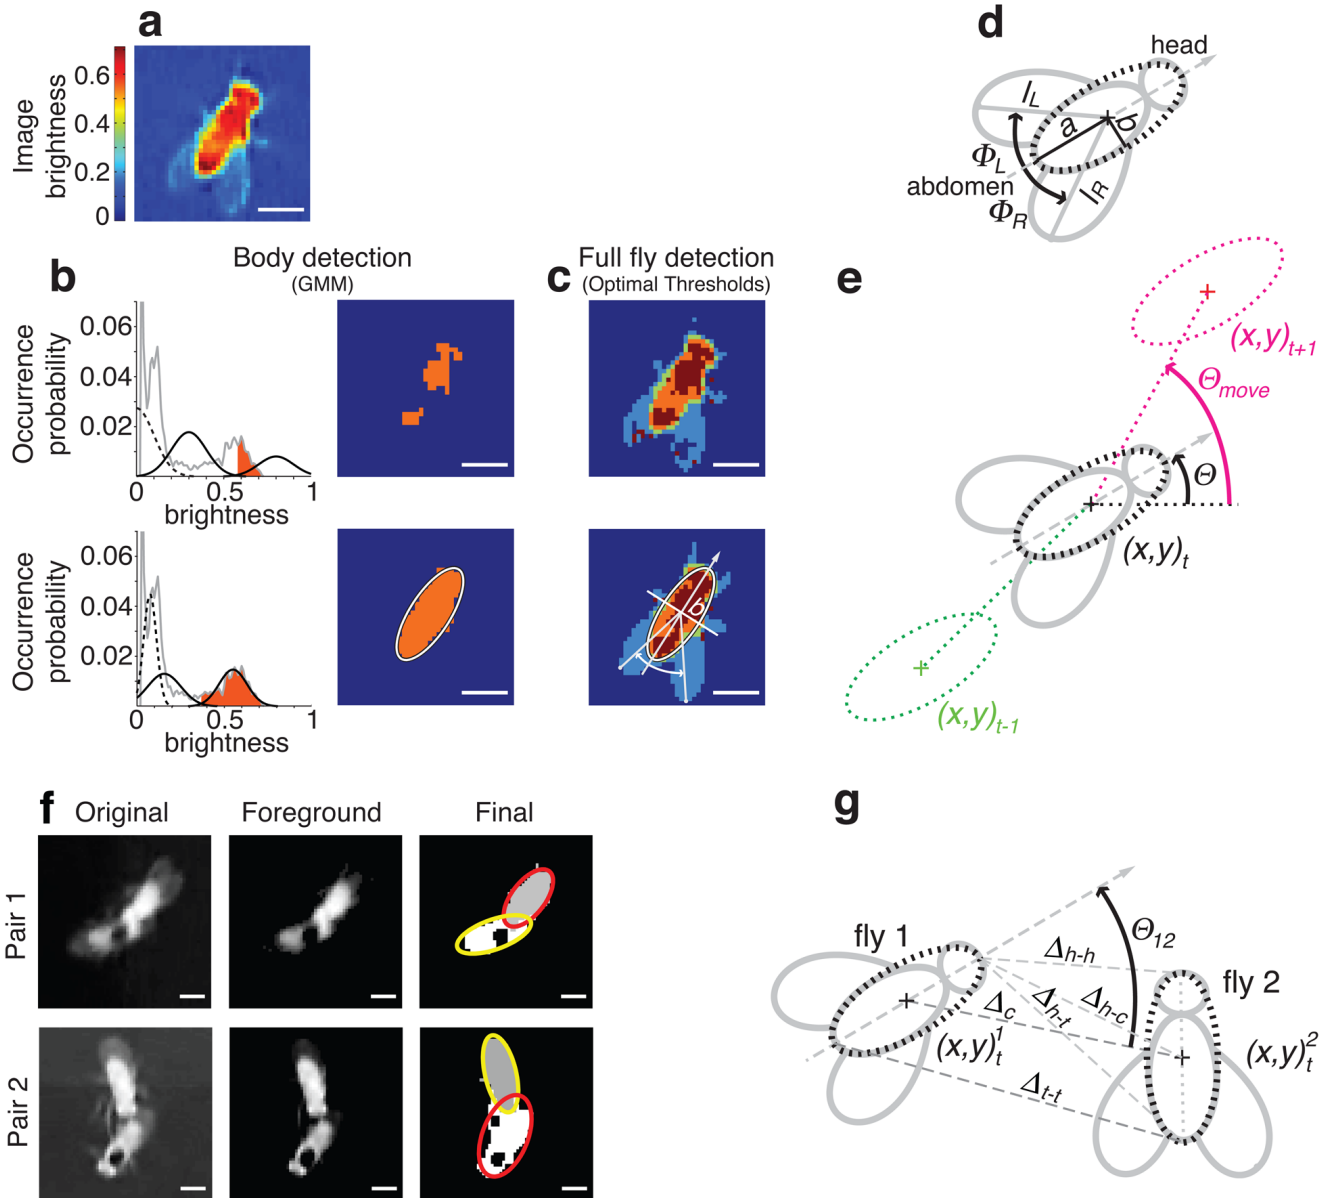 a
Image
brightness
0.6
0.4
0.2
0
d
head
l_L
a
b
Φ_L
abdomen
Φ_R
l_R
b
Body detection
(GMM)
c
Full fly detection
(Optimal Thresholds)
Occurrence
probability
0.06
0.04
0.02
0
0.5
1
brightness
Occurrence
probability
0.06
0.04
0.02
0
0.5
1
brightness
b
e
(x,y)_t+1
Θ_move
Θ
(x,y)_t
(x,y)_t-1
f
Original
Foreground
Final
Pair 1
Pair 2
g
fly 1
Θ_12
Δ_h-h
fly 2
Δ_c
Δ_h-t
Δ_h-c
(x,y)_t^1
(x,y)_t^2
Δ_t-t